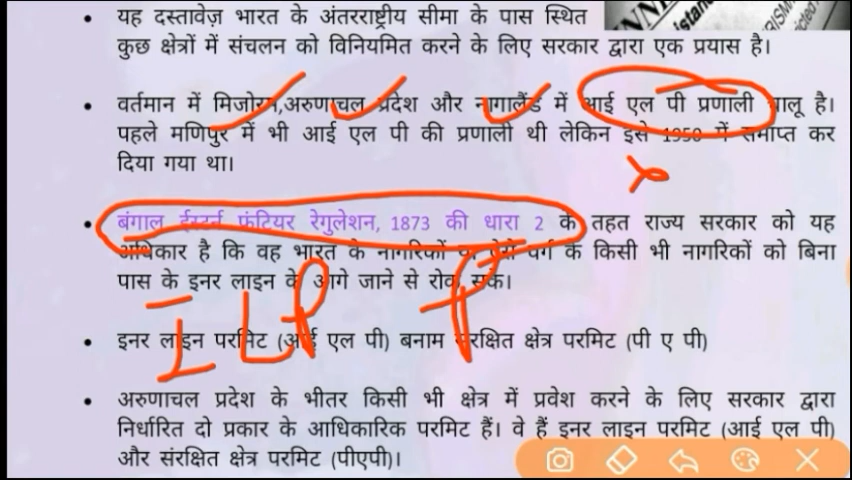 • यह दस्तावेज़ भारत के अंतरराष्ट्रीय सीमा के पास स्थित
कुछ क्षेत्रों में संचलन को विनियमित करने के लिए सरकार द्वारा एक प्रयास है।
• वर्तमान में मिजोरम,अरुणाचल प्रदेश और नागालैंड में आई एल पी प्रणाली चालू है।
पहले मणिपुर में भी आई एल पी की प्रणाली थी लेकिन इसे 1950 में समाप्त कर
दिया गया था।
• बंगाल ईस्टर्न फ्रंटियर रेगुलेशन, 1873 की धारा 2 के तहत राज्य सरकार को यह
अधिकार है कि वह भारत के नागरिकों या ऐसे वर्ग के किसी भी नागरिकों को बिना
पास के इनर लाइन के आगे जाने से रोक सके।
ILP P
• इनर लाइन परमिट (आई एल पी) बनाम संरक्षित क्षेत्र परमिट (पी ए पी)
• अरुणाचल प्रदेश के भीतर किसी भी क्षेत्र में प्रवेश करने के लिए सरकार द्वारा
निर्धारित दो प्रकार के आधिकारिक परमिट हैं। वे हैं इनर लाइन परमिट (आई एल पी)
और संरक्षित क्षेत्र परमिट (पीएपी)।